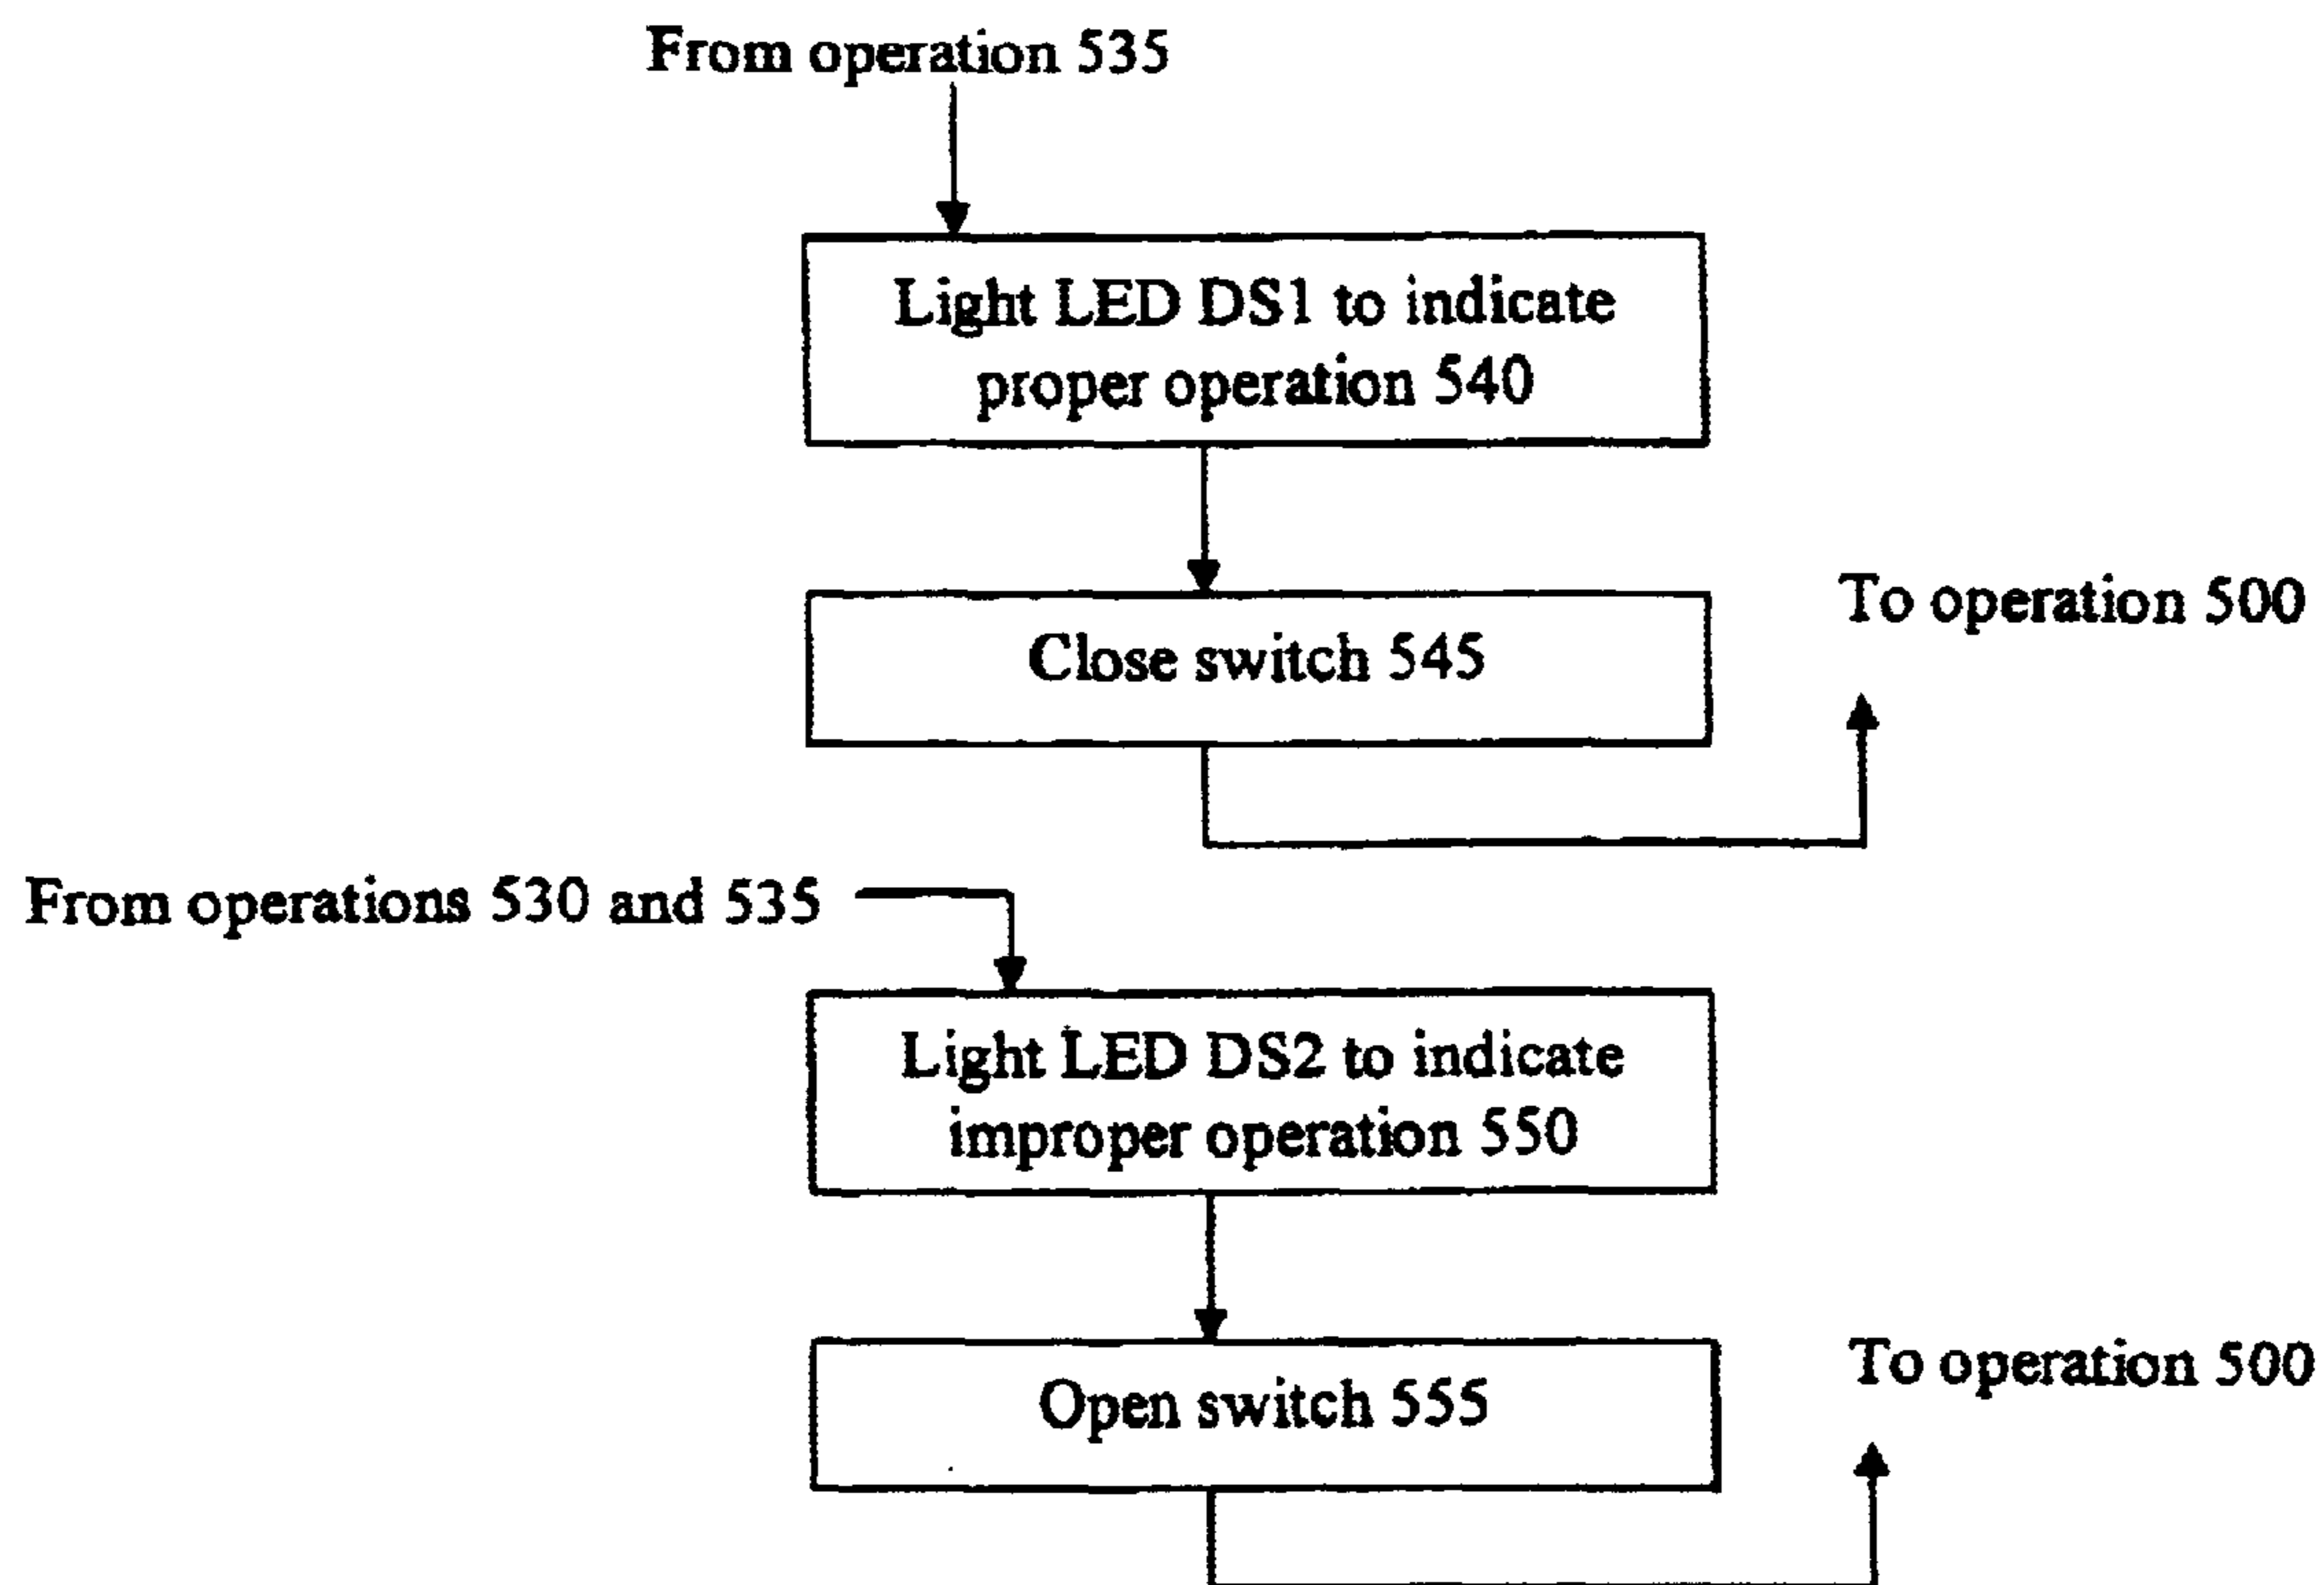 From operation 535
Light LED DS1 to indicate
proper operation 540
Close switch 545
To operation 500
From operations 530 and 535
Light LED DS2 to indicate
improper operation 550
Open switch 555
To operation 500